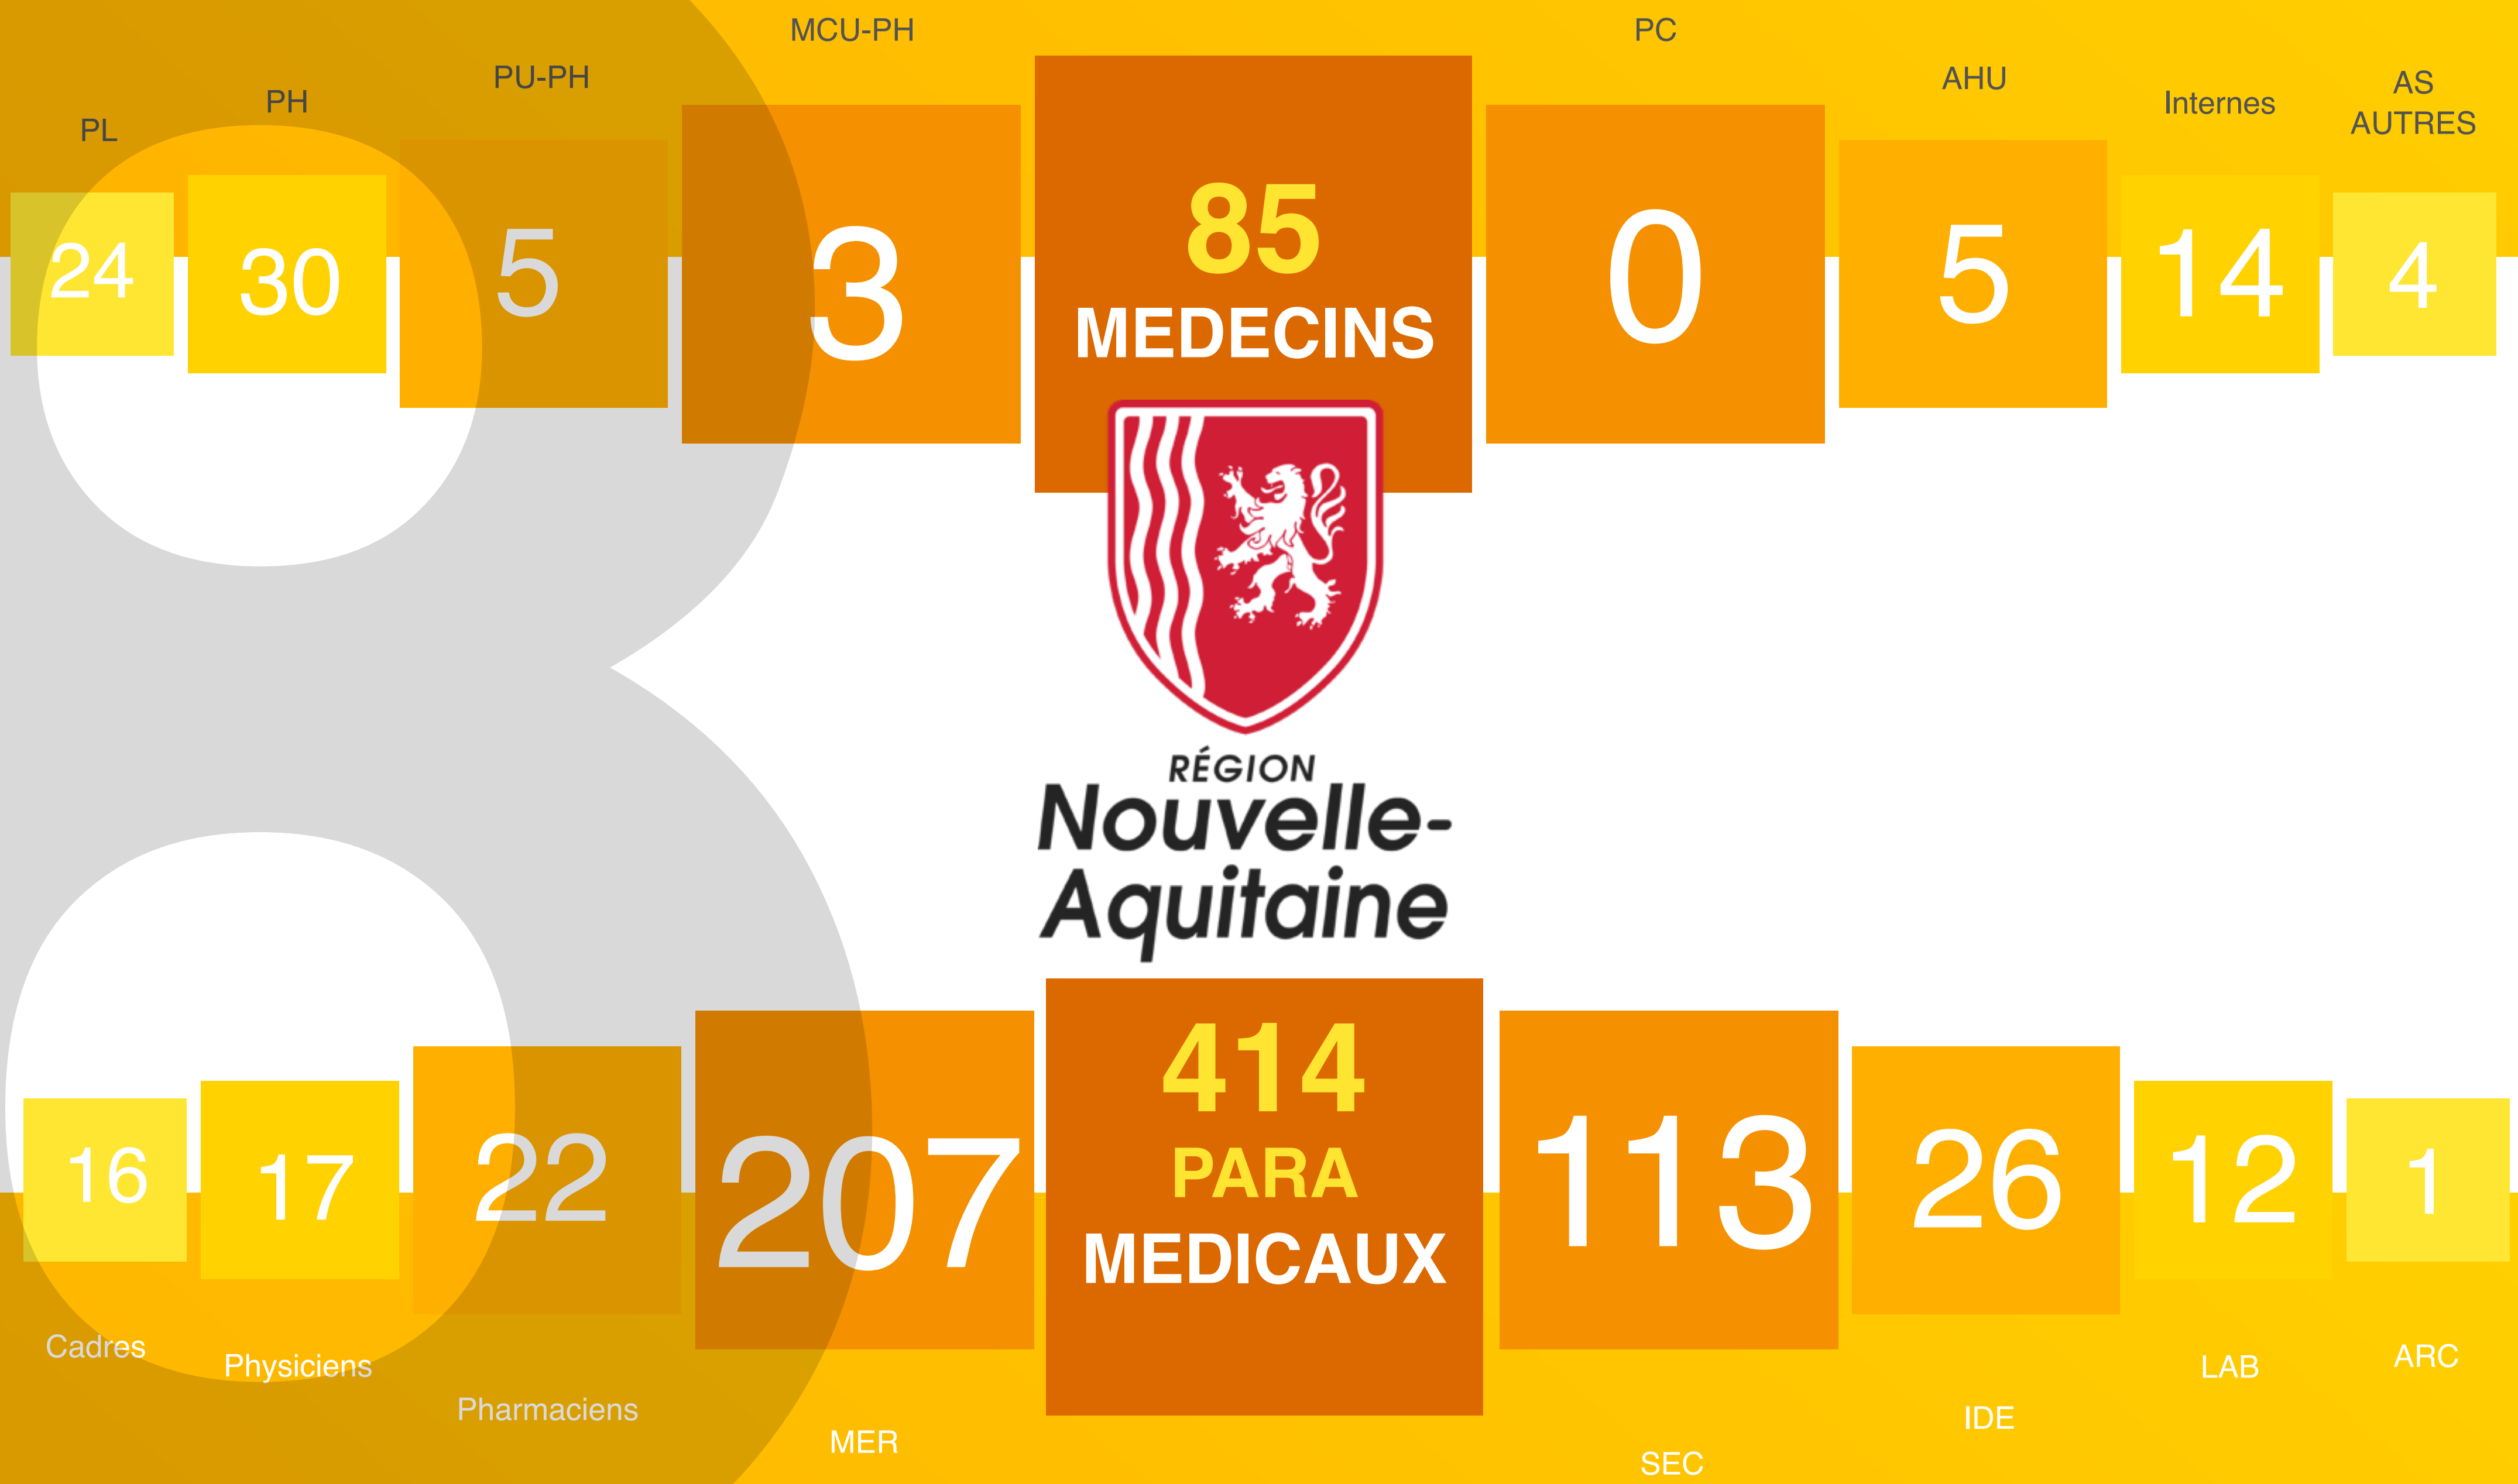 MCU-PH
PC
PU-PH
AHU
PH
Internes
AS
AUTRES
PL
24
30
5
3
85
MEDECINS
0
5
14
4
RÉGION
Nouvelle-
Aquitaine
16
17
22
207
414
PARA
MEDICAUX
113
26
12
1
Cadres
Physiciens
Pharmaciens
MER
SEC
IDE
LAB
ARC